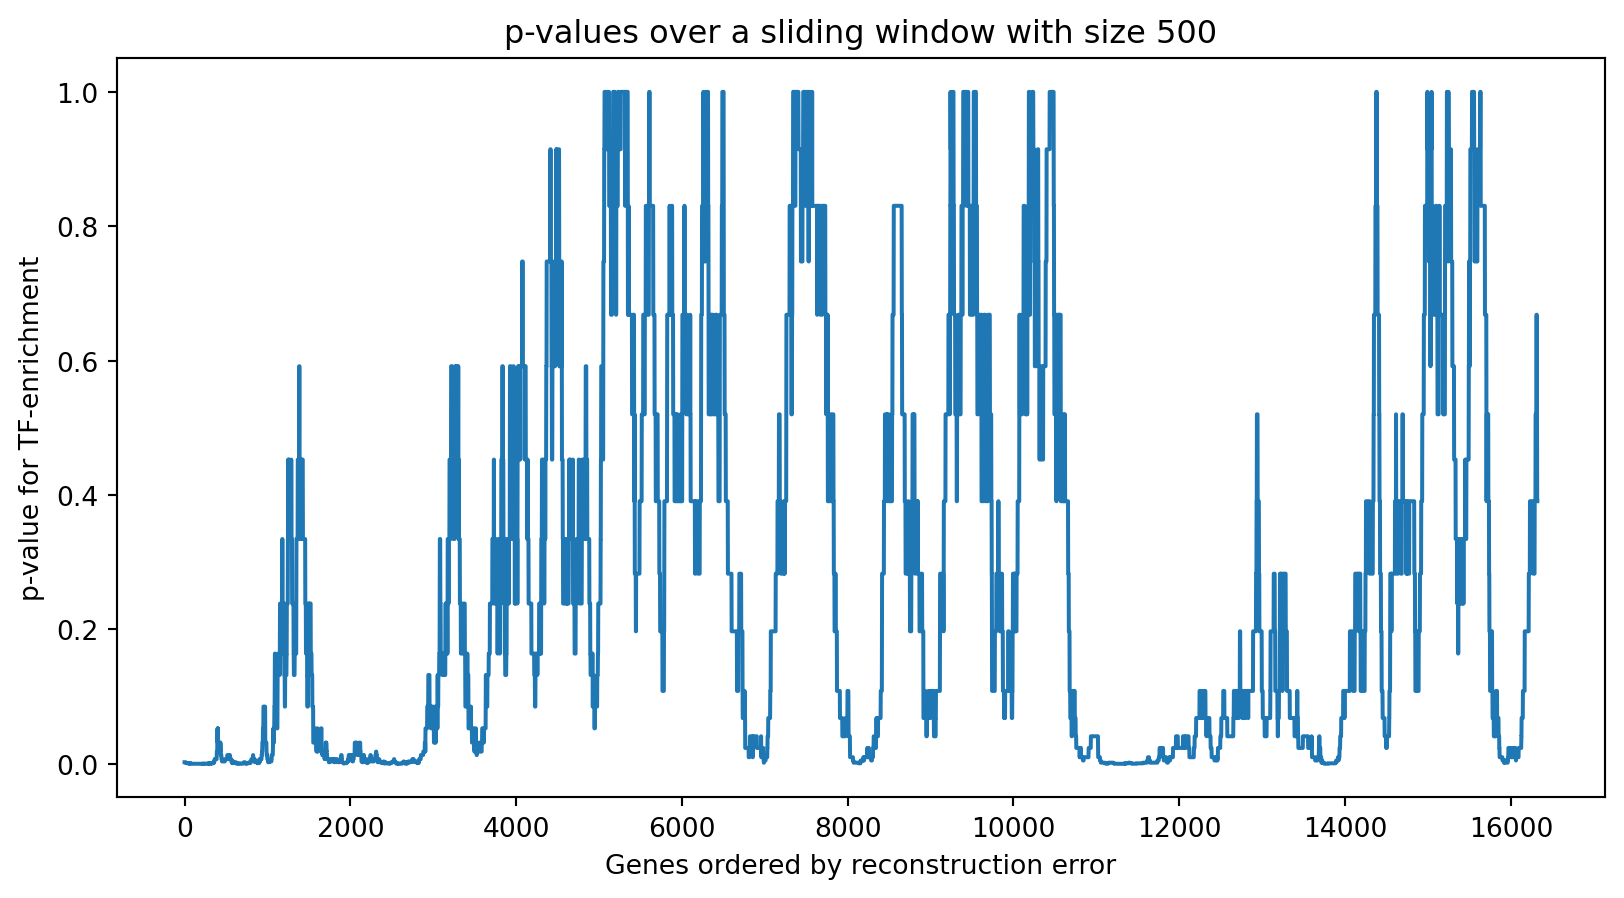 p-values over a sliding window with size 500
p-value for TF-enrichment
1.0
0.8
0.6
0.4
0.2
0.0
0 2000 4000 6000 8000 10000 12000 14000 16000
Genes ordered by reconstruction error